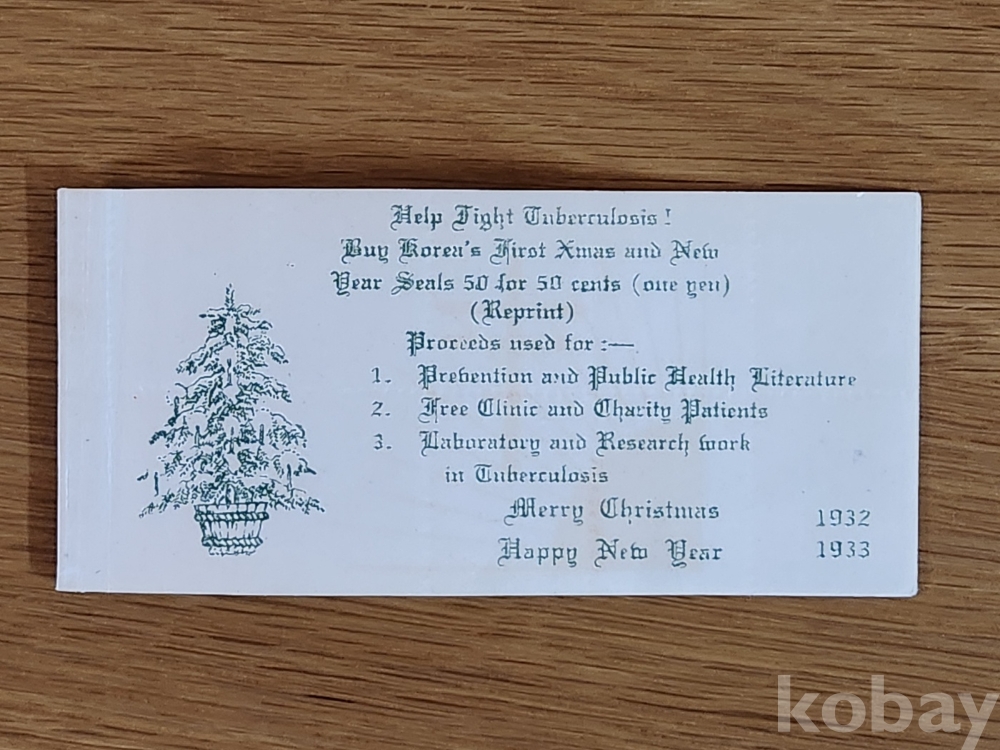 Help Fight Tuberculosis !
Buy Korea's First Xmas and New
Year Seals 50 for 50 cents (one yen)
(Reprint)
Proceeds used for :—
1. Prevention and Public Health Literature
2. Free Clinic and Charity Patients
3. Laboratory and Research work
in Tuberculosis
Merry Christmas 1932
Happy New Year 1933
kobay